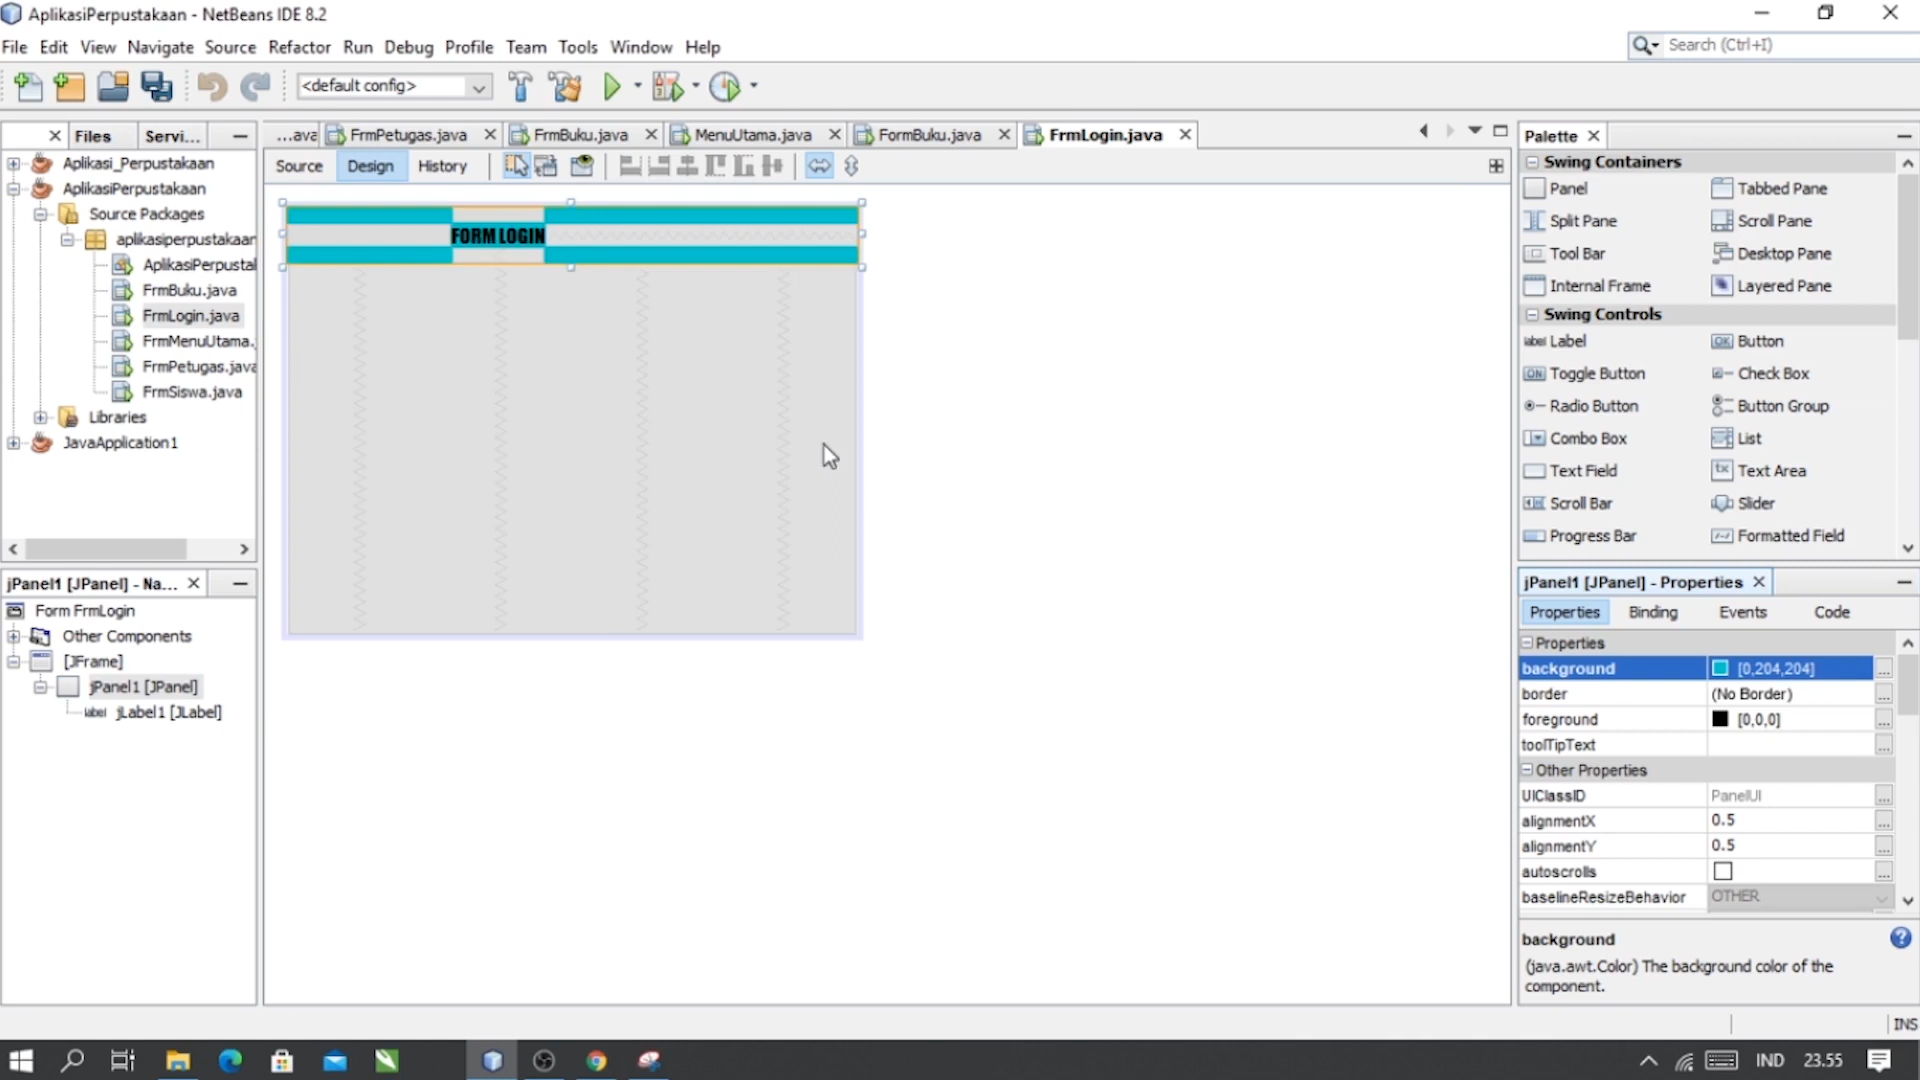 AplikasiPerpustakaan - NetBeans IDE 8.2
File Edit View Navigate Source Refactor Run Debug Profile Team Tools Window Help
Search (Ctrl+I)
<default config>
Files Servi...
...ava FrmPetugas.java FrmBuku.java MenuUtama.java FormBuku.java FrmLogin.java
Source Design History
Aplikasi_Perpustakaan
AplikasiPerpustakaan
Source Packages
aplikasiperpustakaan
AplikasiPerpusta
FrmBuku.java
FrmLogin.java
FrmMenuUtama.
FrmPetugas.java
FrmSiswa.java
Libraries
JavaApplication1
jPanel1 [JPanel] - Na...
Form FrmLogin
Other Components
[JFrame]
jPanel1 [JPanel]
label jLabel1 [JLabel]
FORM LOGIN
Palette
Swing Containers
Panel Tabbed Pane
Split Pane Scroll Pane
Tool Bar Desktop Pane
Internal Frame Layered Pane
Swing Controls
label Label OK Button
ON Toggle Button Check Box
Radio Button Button Group
Combo Box List
Text Field Text Area
Scroll Bar Slider
Progress Bar Formatted Field
jPanel1 [JPanel] - Properties
Properties Binding Events Code
Properties
background [0,204,204] ...
border (No Border) ...
foreground [0,0,0] ...
toolTipText ...
Other Properties
UIClassID PanelUI ...
alignmentX 0.5 ...
alignmentY 0.5 ...
autoscrolls ...
baselineResizeBehavior OTHER
background
(java.awt.Color) The background color of the
component.
INS
IND 23.55